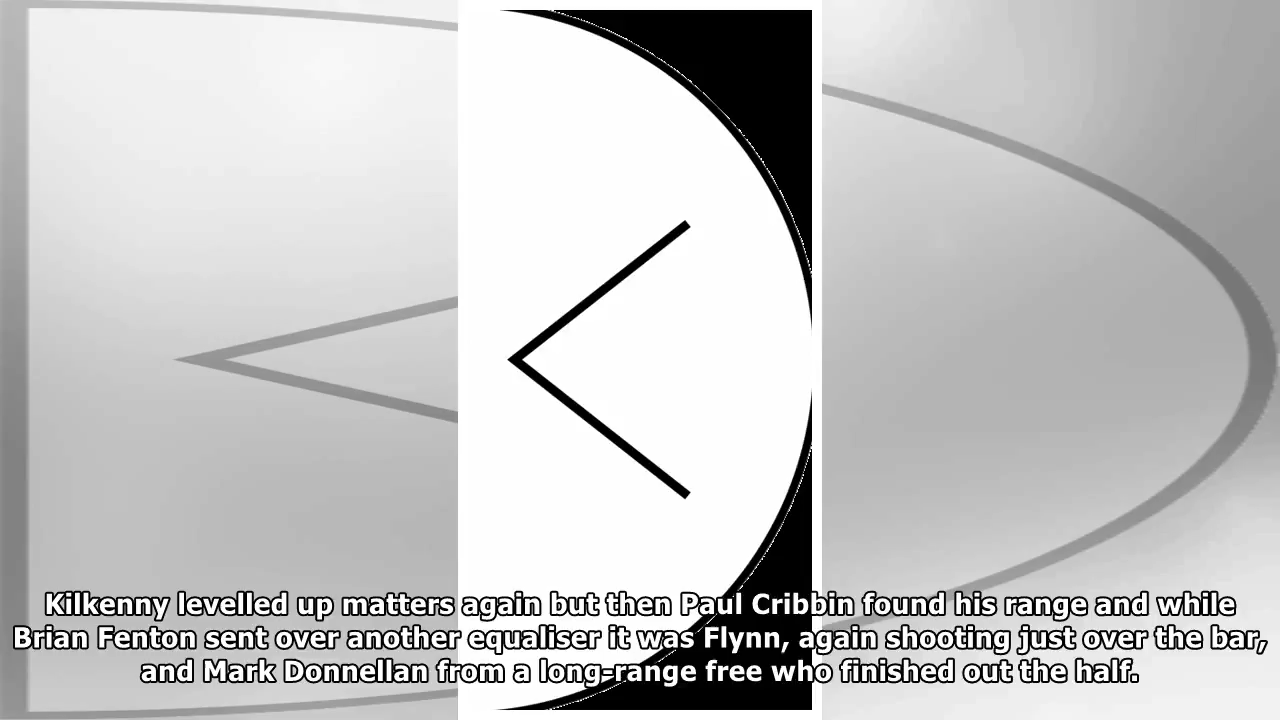 Kilkenny levelled up matters again but then Paul Cribbin found his range and while
Brian Fenton sent over another equaliser it was Flynn, again shooting just over the bar,
and Mark Donnellan from a long-range free who finished out the half.